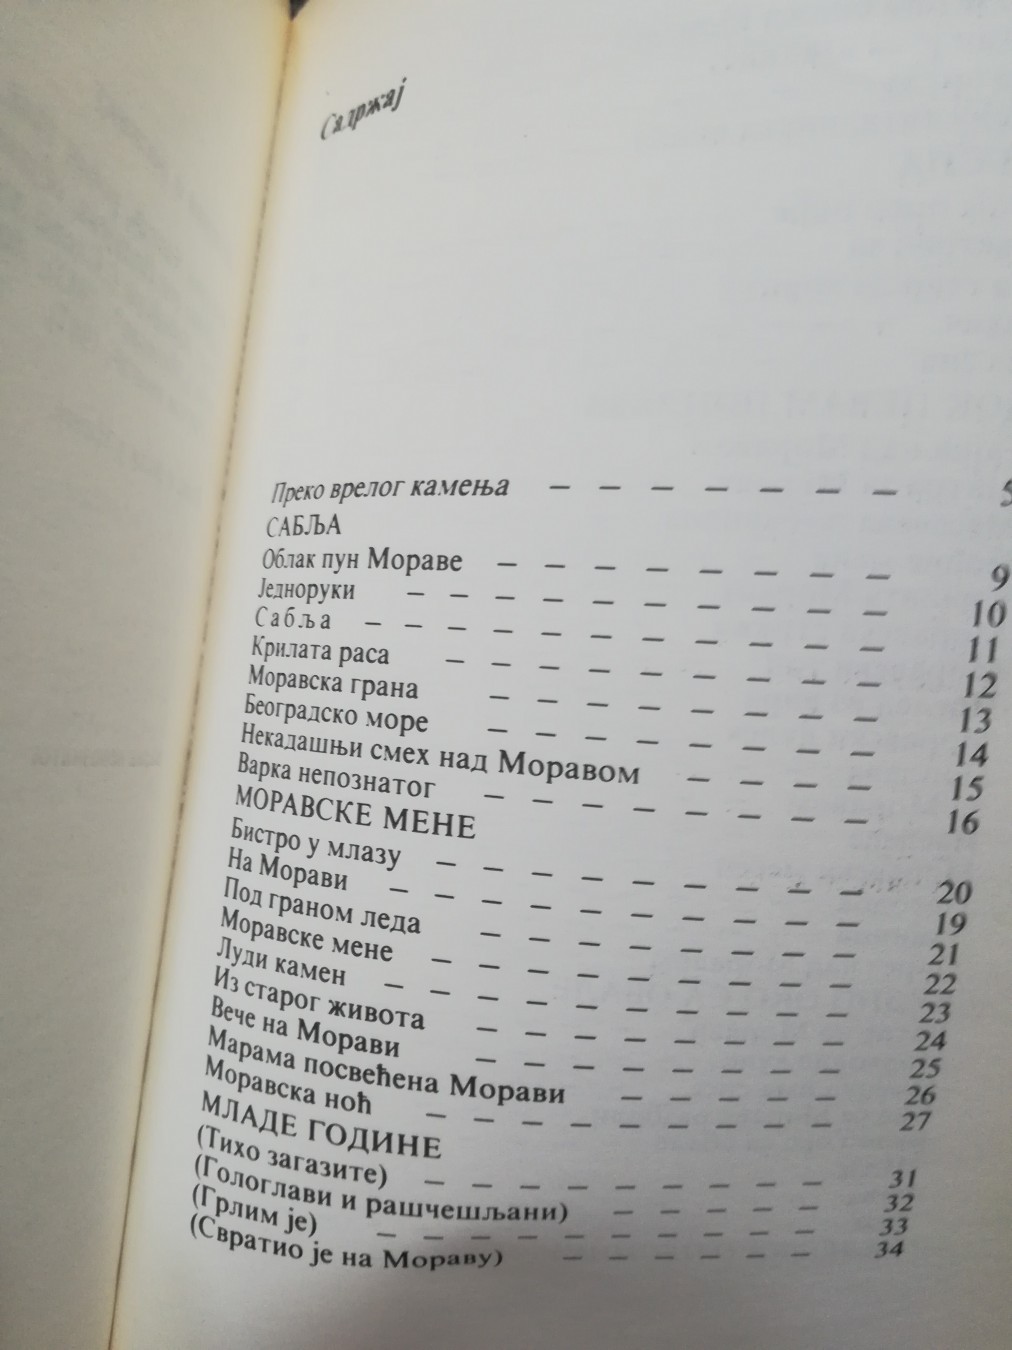 Садржај
Преко врелог камења — — — — — — — 5
САБЉА
Облак пун Мораве — — — — — — — — 9
Једноруки — — — — — — — — — — 10
Сабља — — — — — — — — — — — 11
Крилата раса — — — — — — — — — 12
Моравска грана — — — — — — — — 13
Београдско море — — — — — — — — 14
Некадашњи смех над Моравом — — — — 15
Варка непознатог — — — — — — — — 16
МОРАВСКЕ МЕНЕ
Бистро у млазу — — — — — — — — — 20
На Морави — — — — — — — — — — 19
Под граном леда — — — — — — — — 21
Моравске мене — — — — — — — — — 22
Луди камен — — — — — — — — — — 23
Из старог живота — — — — — — — — 24
Вече на Морави — — — — — — — — 25
Марама посвећена Морави — — — — — 26
Моравска ноћ — — — — — — — — — 27
МЛАДЕ ГОДИНЕ
(Тихо загазите) — — — — — — — — — 31
(Гологлави и рашчешљани) — — — — — 32
(Грлим је) — — — — — — — — — — 33
(Свратио је на Мораву) — — — — — — 34